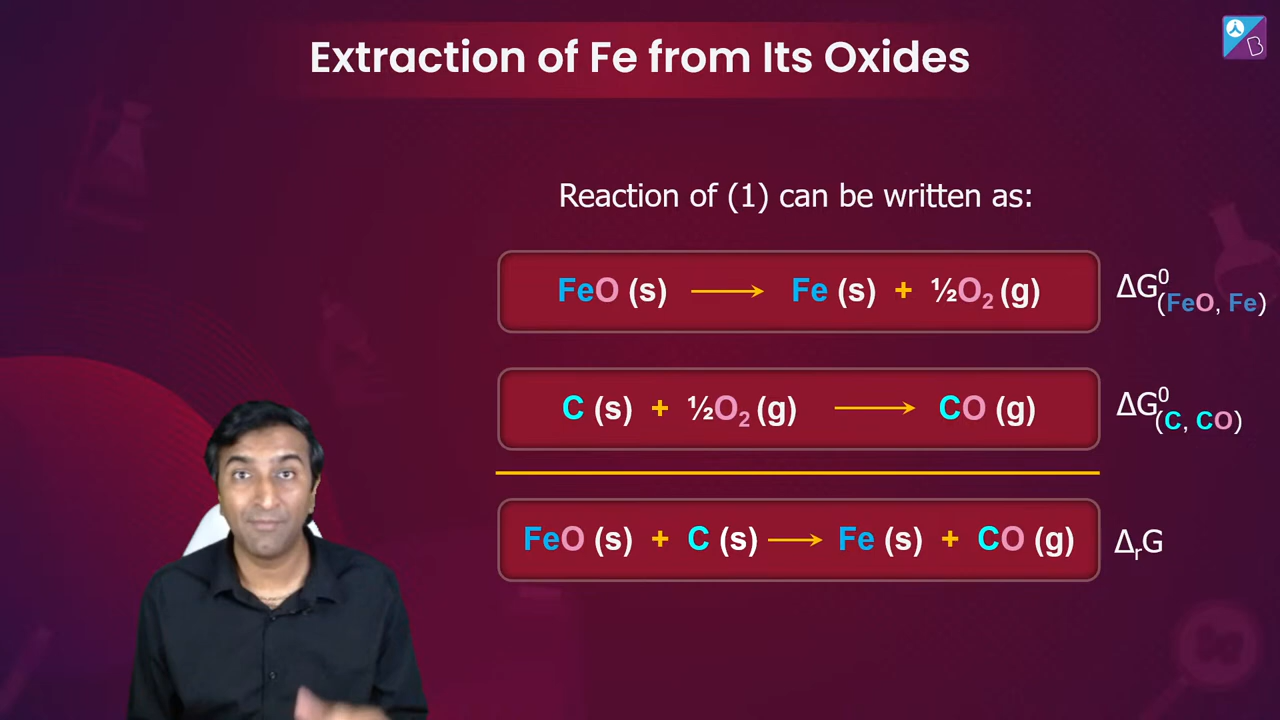 Extraction of Fe from Its Oxides
B
Reaction of (1) can be written as:
FeO (s) ⟶ Fe (s) + ½O₂ (g) ΔG⁰(FeO, Fe)
C (s) + ½O₂ (g) ⟶ CO (g) ΔG⁰(C, CO)
FeO (s) + C (s) ⟶ Fe (s) + CO (g) ΔᵣG